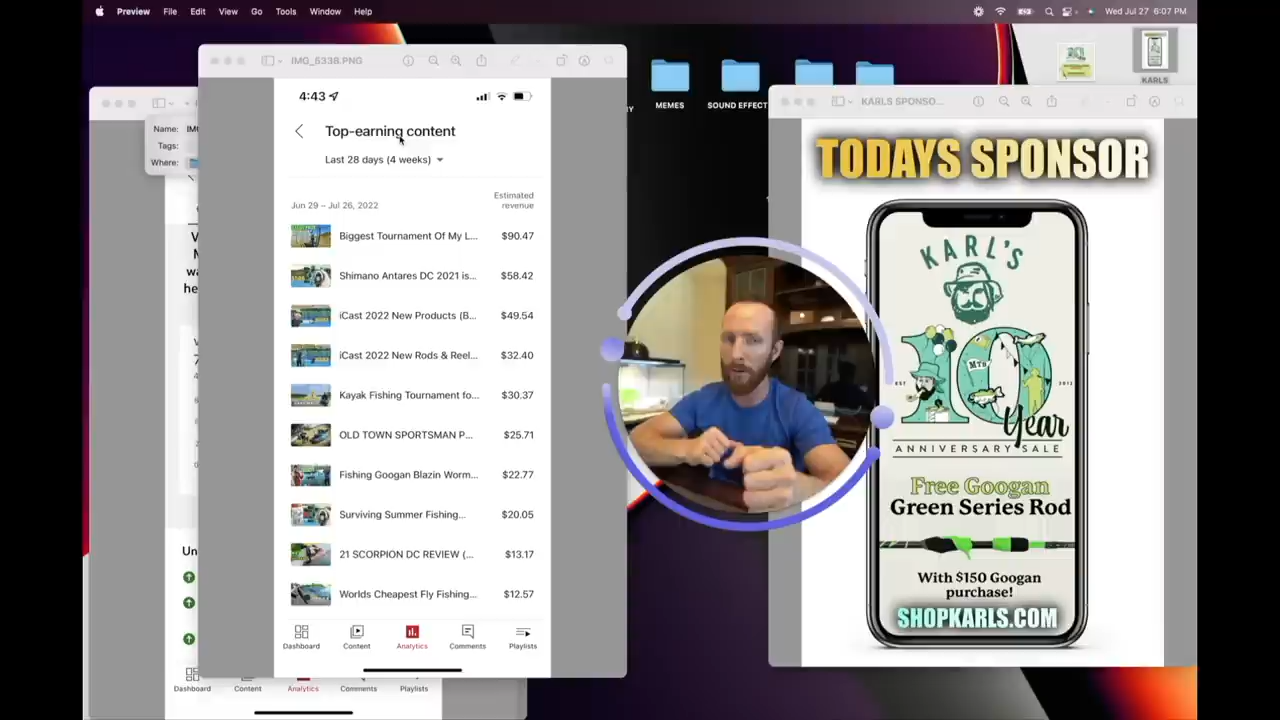 Preview File Edit View Go Tools Window Help
Wed Jul 27 6:07 PM
IMG_6338.PNG
MEMES
SOUND EFFECT
KARLS
KARLS SPONSO...
Name:
Tags:
Where:
4:43
Top-earning content
Last 28 days (4 weeks)
Jun 29 – Jul 26, 2022
Estimated
revenue
Biggest Tournament Of My L... $90.47
Shimano Antares DC 2021 is... $58.42
iCast 2022 New Products (B... $49.54
iCast 2022 New Rods & Reel... $32.40
Kayak Fishing Tournament fo... $30.37
OLD TOWN SPORTSMAN P... $25.71
Fishing Googan Blazin Worm... $22.77
Surviving Summer Fishing... $20.05
21 SCORPION DC REVIEW (... $13.17
Worlds Cheapest Fly Fishing... $12.57
Dashboard Content Analytics Comments Playlists
Dashboard Content Analytics Comments Playlists
TODAYS SPONSOR
KARL'S
EST 10 2012
MTB
Year
ANNIVERSARY SALE
Free Googan
Green Series Rod
With $150 Googan
purchase!
SHOPKARLS.COM